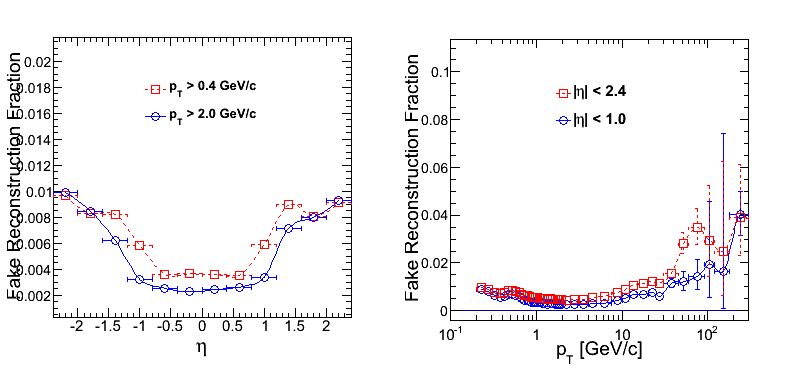 Fake Reconstruction Fraction
0.02
0.018
0.016
0.014
0.012
0.01
0.008
0.006
0.004
0.002
p_T > 0.4 GeV/c
p_T > 2.0 GeV/c
-2 -1.5 -1 -0.5 0 0.5 1 1.5 2
η
Fake Reconstruction Fraction
0.1
0.08
0.06
0.04
0.02
0
|η| < 2.4
|η| < 1.0
10^-1 1 10 10^2
p_T [GeV/c]